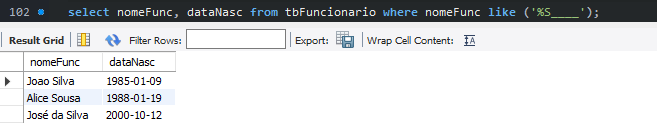 102 select nomeFunc, dataNasc from tbFuncionario where nomeFunc like ('%S____');
Result Grid Filter Rows: Export: Wrap Cell Content:
nomeFunc dataNasc
Joao Silva 1985-01-09
Alice Sousa 1988-01-19
José da Silva 2000-10-12